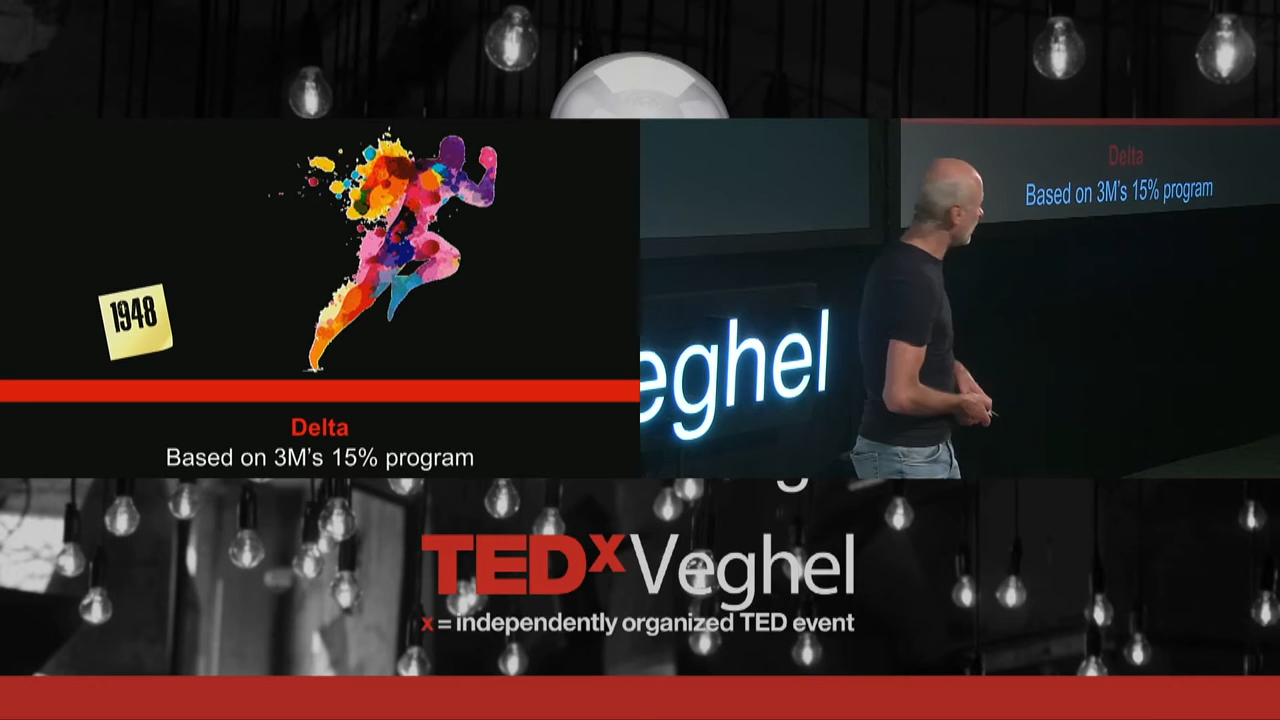 1948
Delta
Based on 3M's 15% program
Delta
Based on 3M's 15% program
eghel
TEDxVeghel
x = independently organized TED event